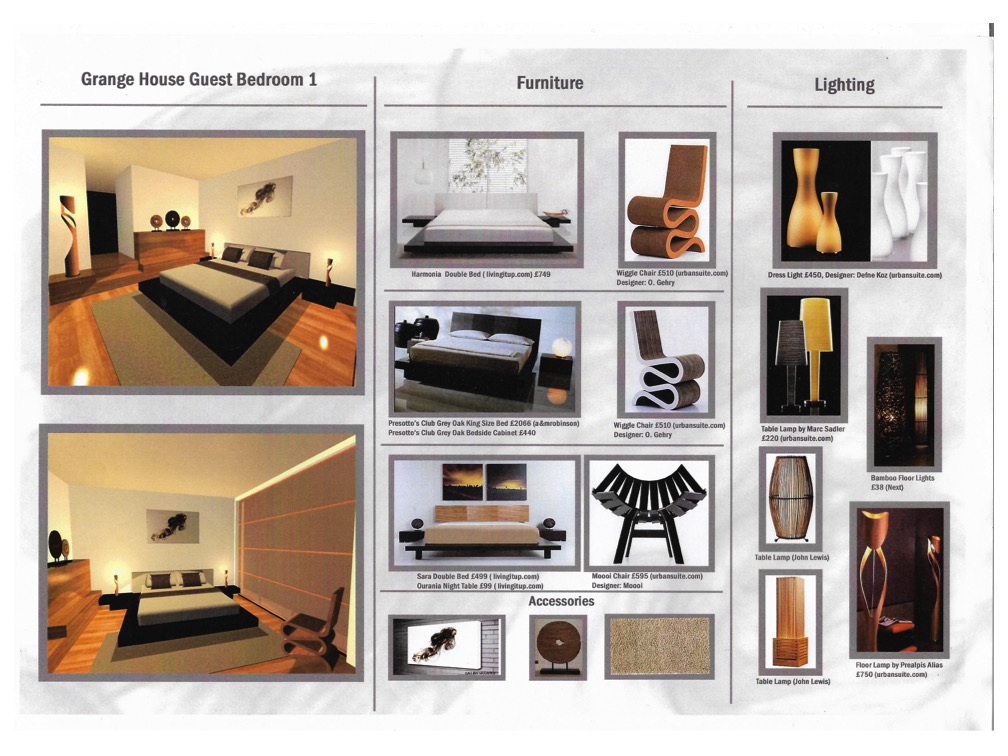 Grange House Guest Bedroom 1
Furniture
Harmonia Double Bed ( livingitup.com) £749
Wiggle Chair £510 (urbansuite.com)
Designer: O. Gehry
Presotto's Club Grey Oak King Size Bed £2066 (a&mrobinson)
Presotto's Club Grey Oak Bedside Cabinet £440
Wiggle Chair £510 (urbansuite.com)
Designer: O. Gehry
Sara Double Bed £499 ( livingitup.com)
Ourania Night Table £99 ( livingitup.com)
Moooi Chair £595 (urbansuite.com)
Designer: Moooi
Accessories
Lighting
Dress Light £450, Designer: Defne Koz (urbansuite.com)
Table Lamp by Marc Sadler
£220 (urbansuite.com)
Bamboo Floor Lights
£38 (Next)
Table Lamp (John Lewis)
Table Lamp (John Lewis)
Floor Lamp by Prealpis Alias
£750 (urbansuite.com)